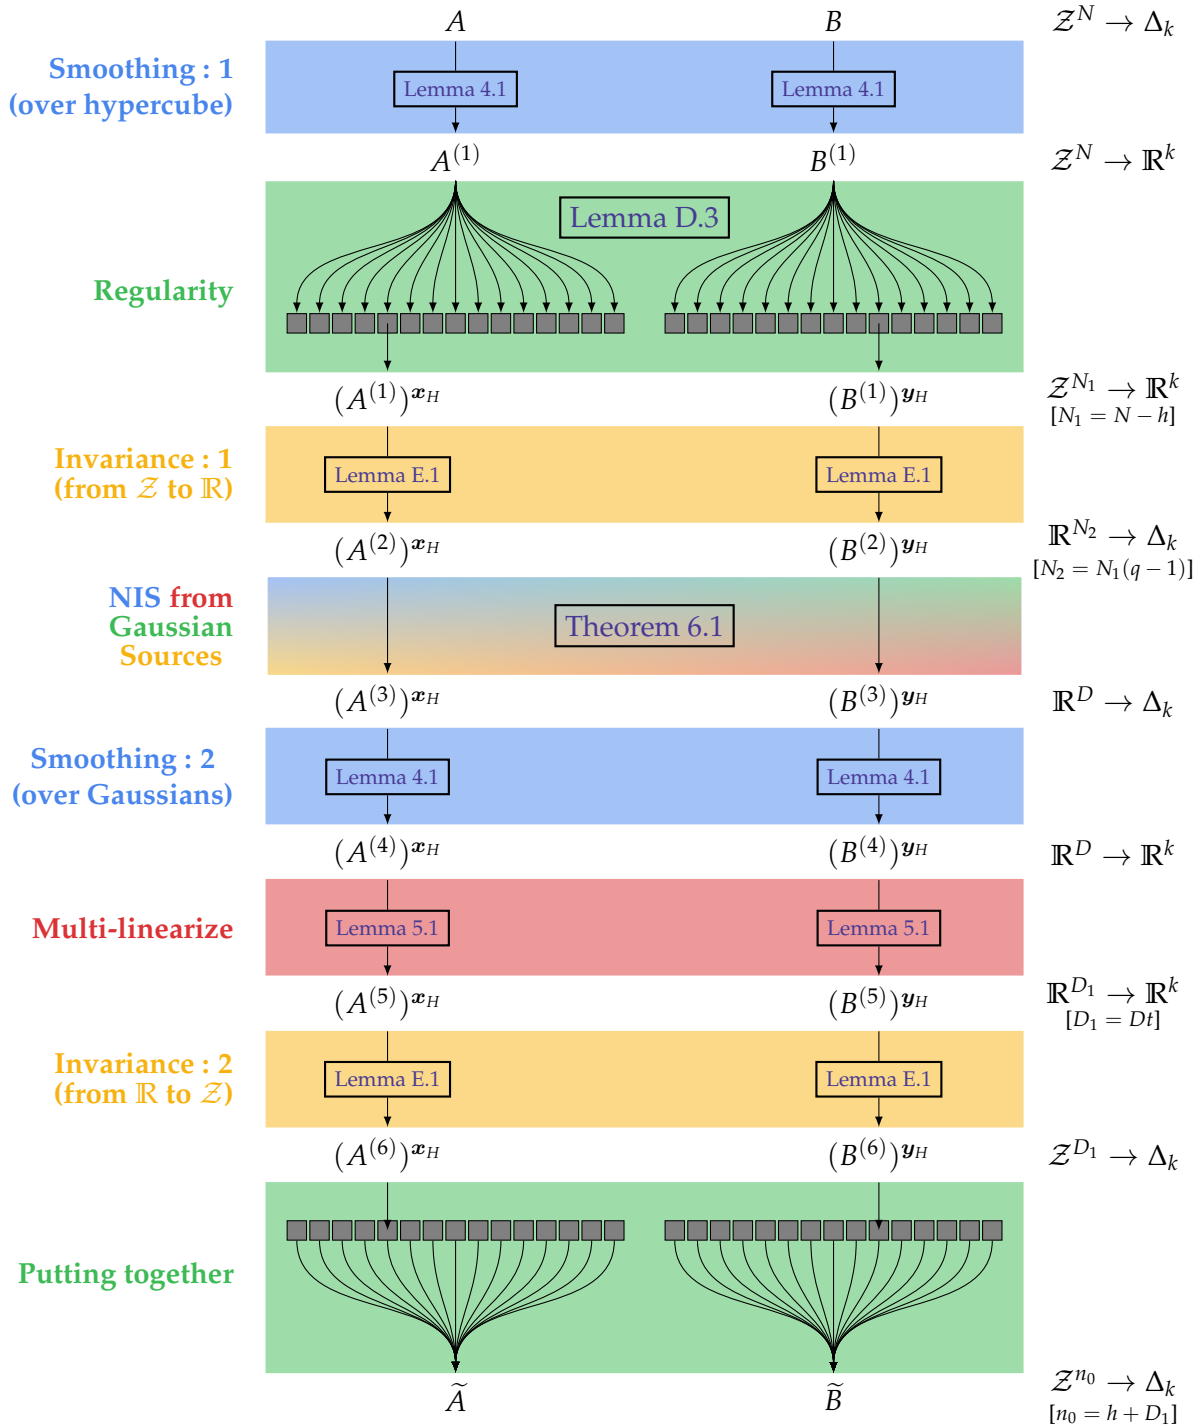 A B 𝒵^N → Δ_k
Smoothing : 1
(over hypercube)
Lemma 4.1 Lemma 4.1
A^(1) B^(1) 𝒵^N → ℝ^k
Lemma D.3
Regularity
(A^(1))^{x_H} (B^(1))^{y_H} 𝒵^{N_1} → ℝ^k
[N_1 = N − h]
Invariance : 1
(from 𝒵 to ℝ)
Lemma E.1 Lemma E.1
(A^(2))^{x_H} (B^(2))^{y_H} ℝ^{N_2} → Δ_k
[N_2 = N_1(q − 1)]
NIS from
Gaussian
Sources
Theorem 6.1
(A^(3))^{x_H} (B^(3))^{y_H} ℝ^D → Δ_k
Smoothing : 2
(over Gaussians)
Lemma 4.1 Lemma 4.1
(A^(4))^{x_H} (B^(4))^{y_H} ℝ^D → ℝ^k
Multi-linearize
Lemma 5.1 Lemma 5.1
(A^(5))^{x_H} (B^(5))^{y_H} ℝ^{D_1} → ℝ^k
[D_1 = Dt]
Invariance : 2
(from ℝ to 𝒵)
Lemma E.1 Lemma E.1
(A^(6))^{x_H} (B^(6))^{y_H} 𝒵^{D_1} → Δ_k
Putting together
Ã B̃ 𝒵^{n_0} → Δ_k
[n_0 = h + D_1]